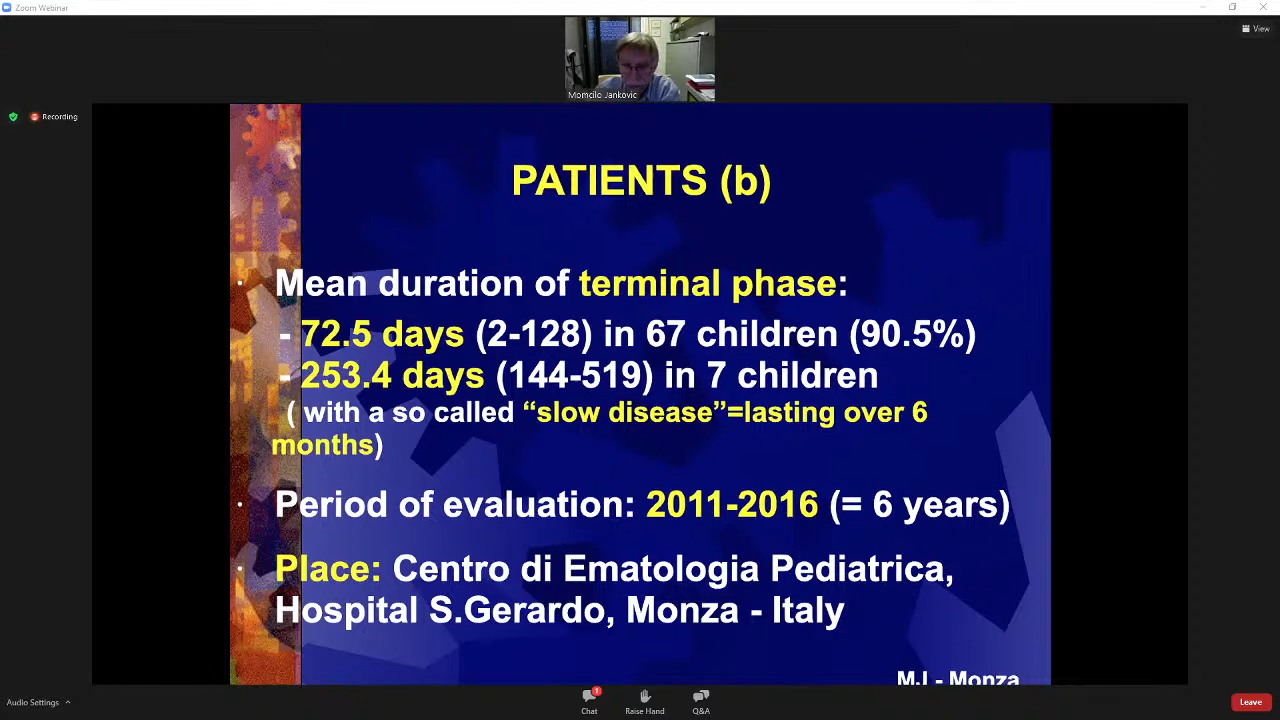 Zoom Webinar
View
Momcilo Jankovic
Recording
PATIENTS (b)
· Mean duration of terminal phase:
- 72.5 days (2-128) in 67 children (90.5%)
- 253.4 days (144-519) in 7 children
( with a so called “slow disease”=lasting over 6
months)
· Period of evaluation: 2011-2016 (= 6 years)
· Place: Centro di Ematologia Pediatrica,
Hospital S.Gerardo, Monza - Italy
MJ - Monza
Audio Settings
1
Chat
Raise Hand
Q&A
Leave